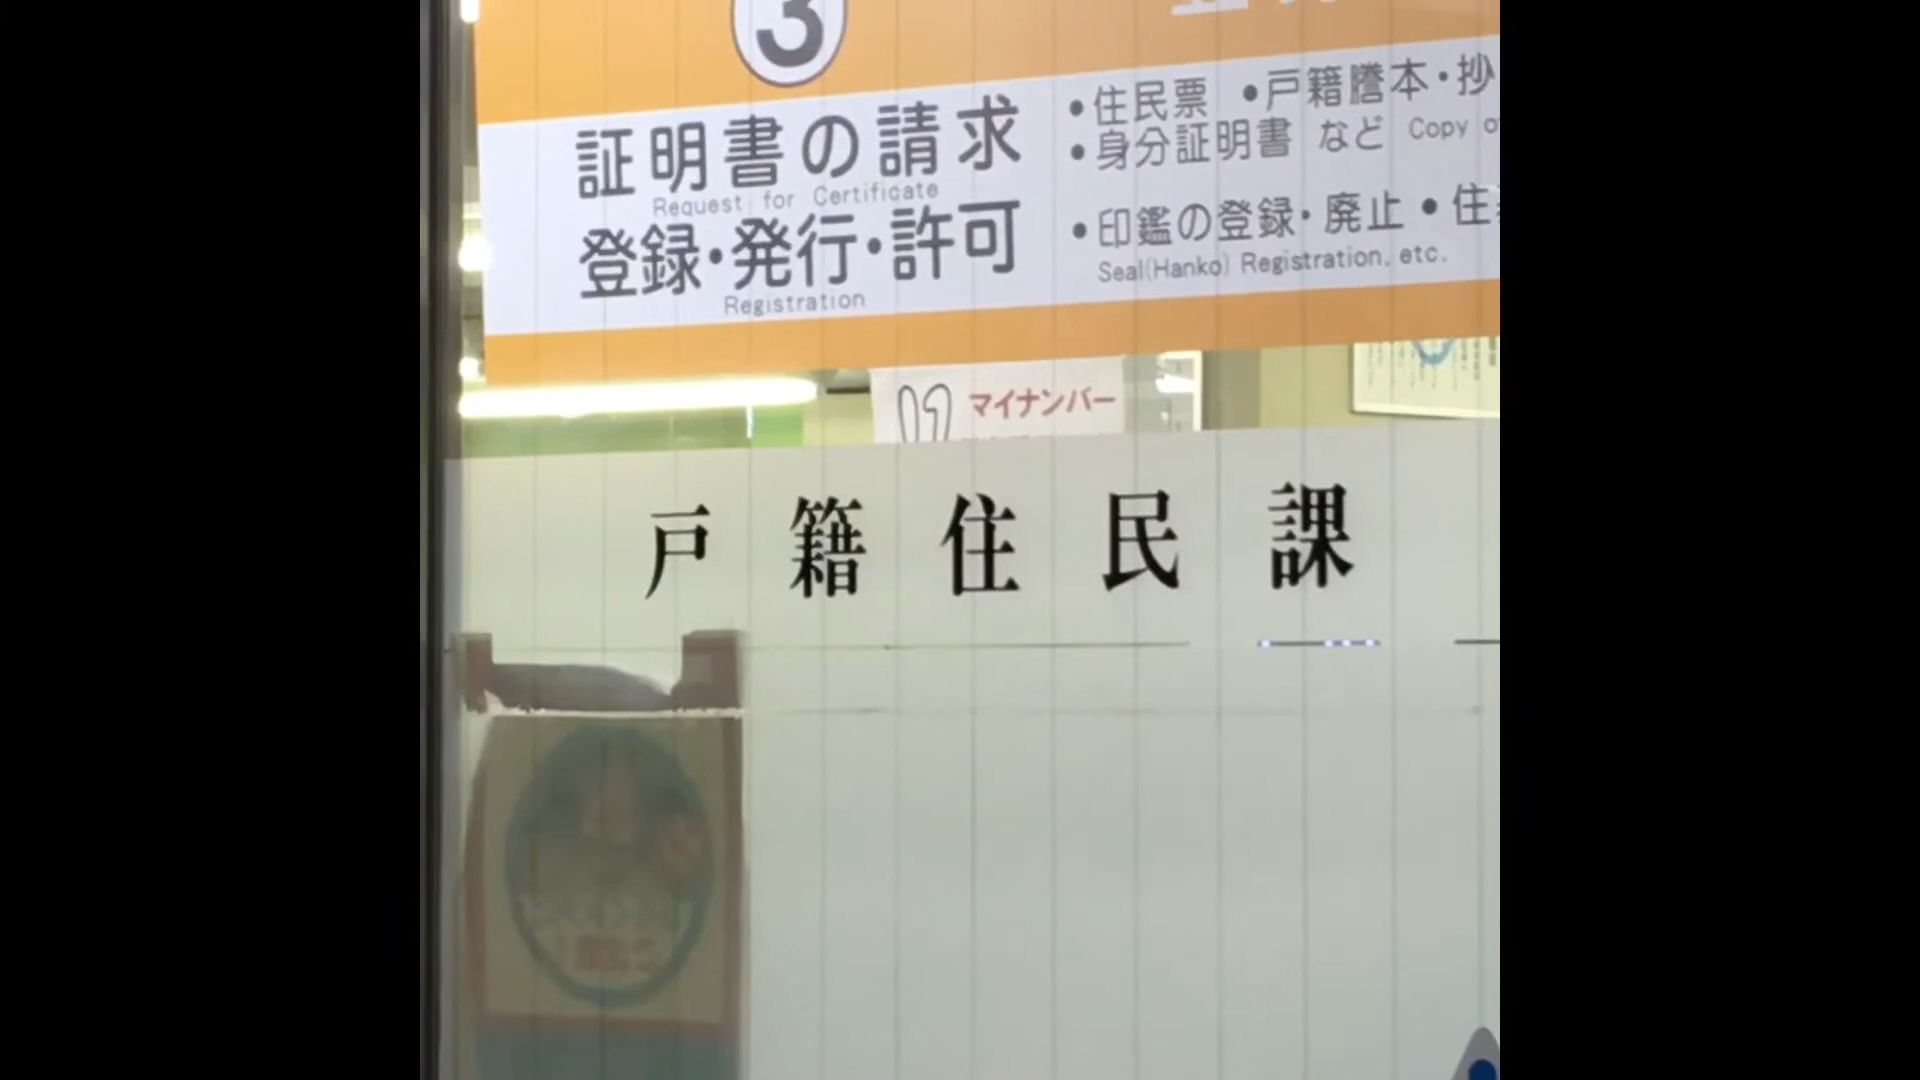 3
証明書の請求
Request for Certificate
登録・発行・許可
Registration
•住民票 •戸籍謄本・抄
•身分証明書 など Copy
•印鑑の登録・廃止 •住
Seal(Hanko) Registration, etc.
マイナンバー
戸籍住民課